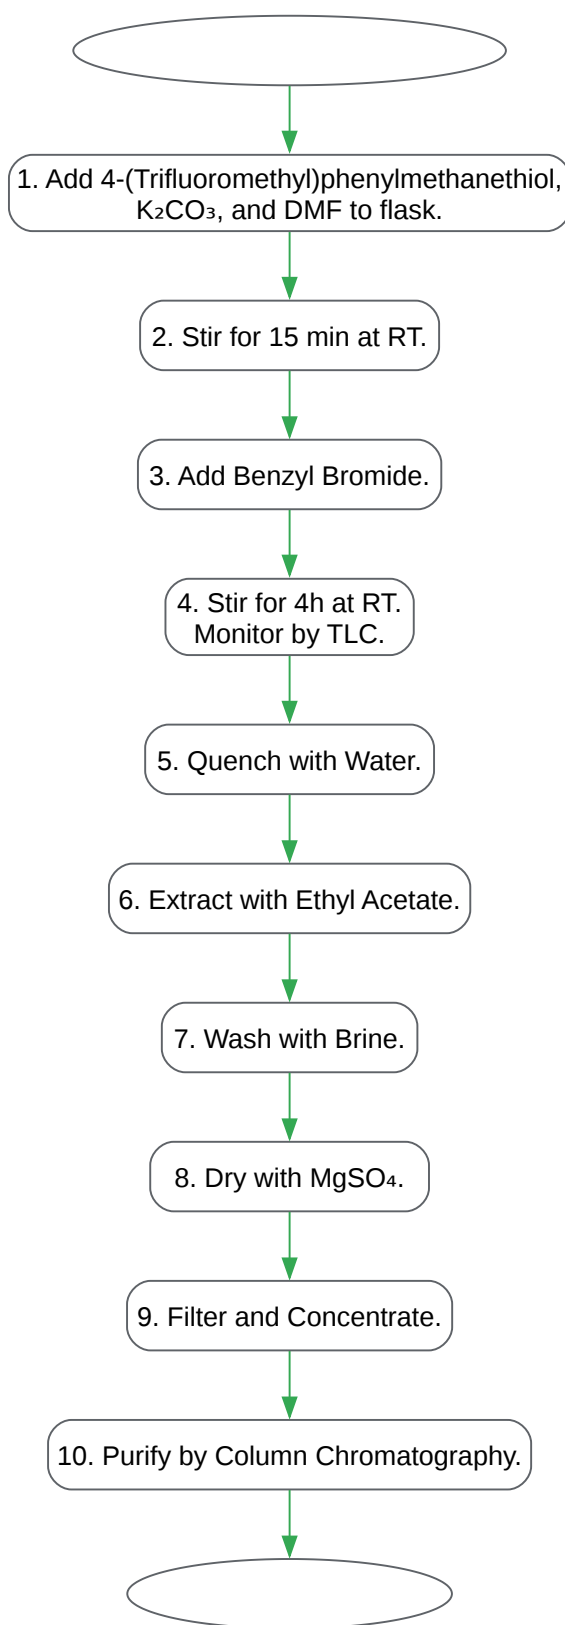 1. Add 4-(Trifluoromethyl)phenylmethanethiol,
K₂CO₃, and DMF to flask.
2. Stir for 15 min at RT.
3. Add Benzyl Bromide.
4. Stir for 4h at RT.
Monitor by TLC.
5. Quench with Water.
6. Extract with Ethyl Acetate.
7. Wash with Brine.
8. Dry with MgSO₄.
9. Filter and Concentrate.
10. Purify by Column Chromatography.